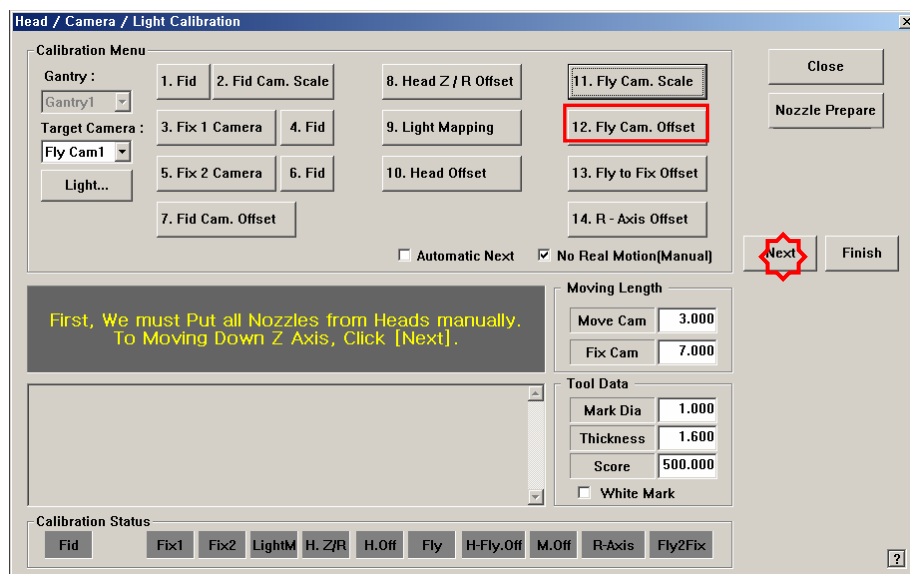 Head / Camera / Light Calibration
Calibration Menu
Gantry :
Gantry1
Target Camera :
Fly Cam1
Light...
1. Fid
2. Fid Cam. Scale
3. Fix 1 Camera
4. Fid
5. Fix 2 Camera
6. Fid
7. Fid Cam. Offset
8. Head Z / R Offset
9. Light Mapping
10. Head Offset
11. Fly Cam. Scale
12. Fly Cam. Offset
13. Fly to Fix Offset
14. R - Axis Offset
Automatic Next
No Real Motion(Manual)
Close
Nozzle Prepare
Next
Finish
First, We must Put all Nozzles from Heads manually.
To Moving Down Z Axis, Click [Next].
Moving Length
Move Cam 3.000
Fix Cam 7.000
Tool Data
Mark Dia 1.000
Thickness 1.600
Score 500.000
White Mark
Calibration Status
Fid Fix1 Fix2 LightM H. Z/R H.Off Fly H-Fly.Off M.Off R-Axis Fly2Fix
?